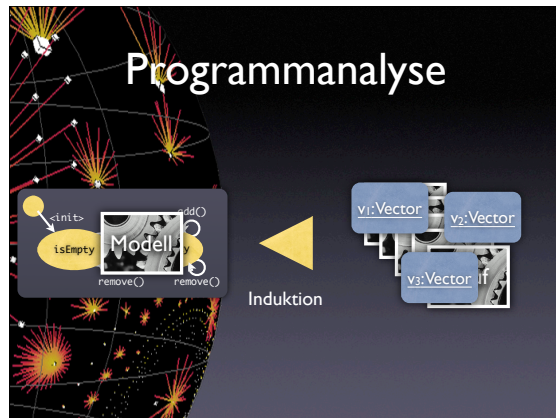 Programmanalyse
<init>
add()
isEmpty
Modell
remove()
remove()
Induktion
v1:Vector
v2:Vector
v3:Vector